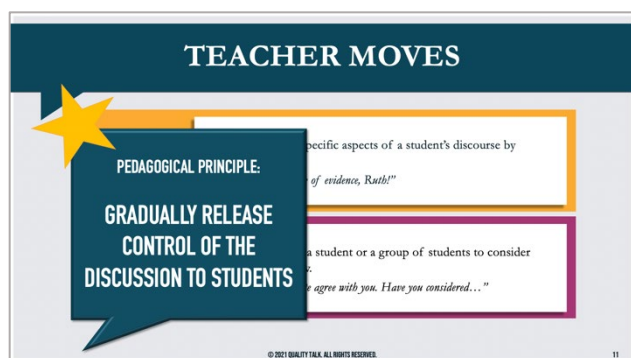 TEACHER MOVES
PEDAGOGICAL PRINCIPLE:
GRADUALLY RELEASE
CONTROL OF THE
DISCUSSION TO STUDENTS
specific aspects of a student's discourse by
of evidence, Ruth!"
a student or a group of students to consider
agree with you. Have you considered…"
© 2021 QUALITY TALK. ALL RIGHTS RESERVED.
11